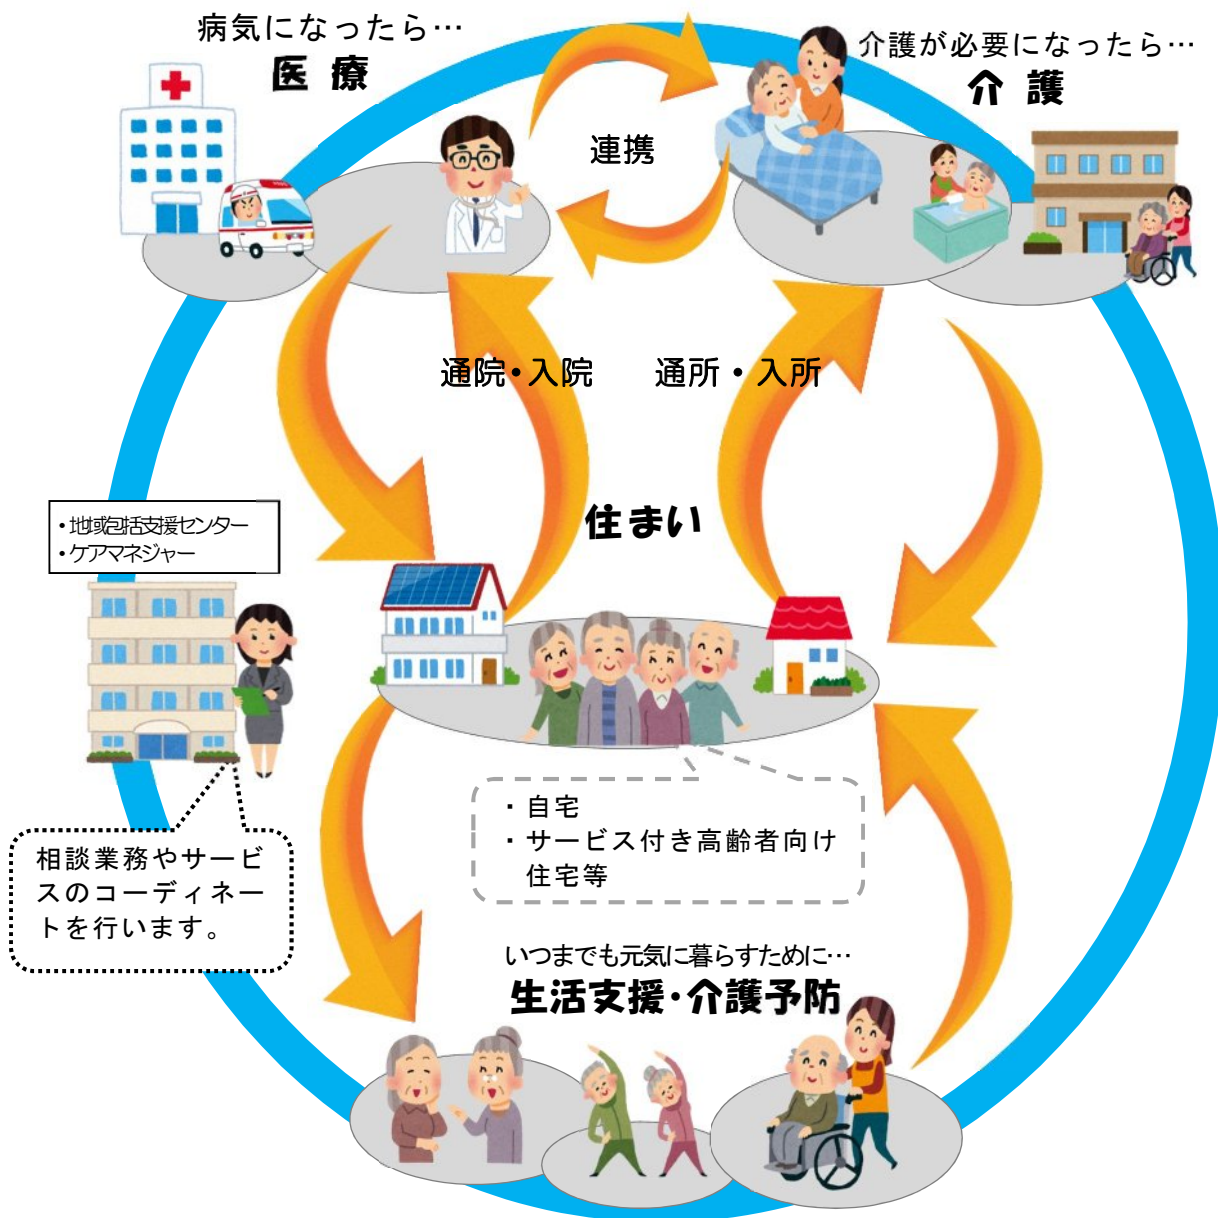 病気になったら…
医療
介護が必要になったら…
介護
連携
通院・入院
通所・入所
住まい
・地域包括支援センター
・ケアマネジャー
・自宅
・サービス付き高齢者向け
住宅等
相談業務やサービ
スのコーディネー
トを行います。
いつまでも元気に暮らすために…
生活支援・介護予防